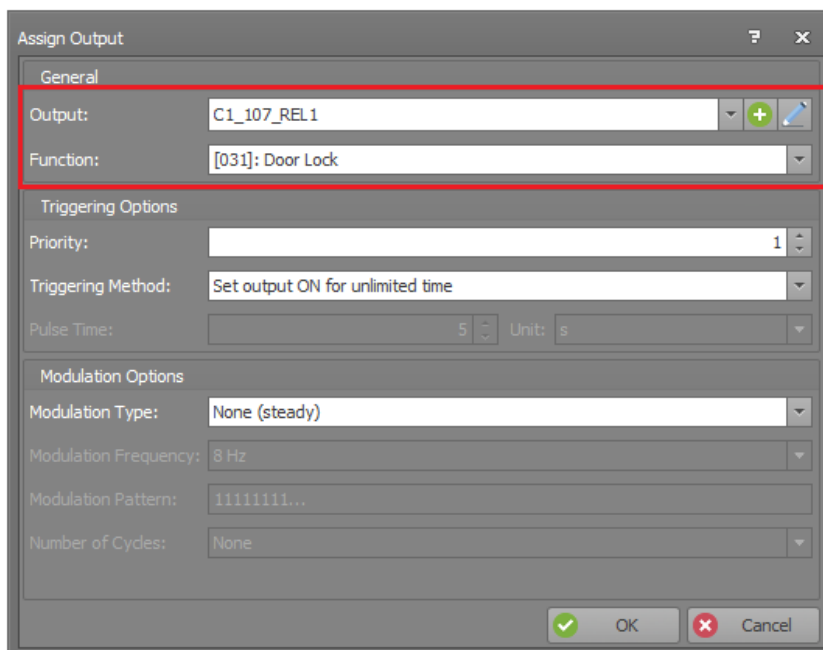 Assign Output
General
Output: C1_107_REL1
Function: [031]: Door Lock
Triggering Options
Priority: 1
Triggering Method: Set output ON for unlimited time
Pulse Time: 5 Unit: s
Modulation Options
Modulation Type: None (steady)
Modulation Frequency: 8 Hz
Modulation Pattern: 11111111...
Number of Cycles: None
OK Cancel